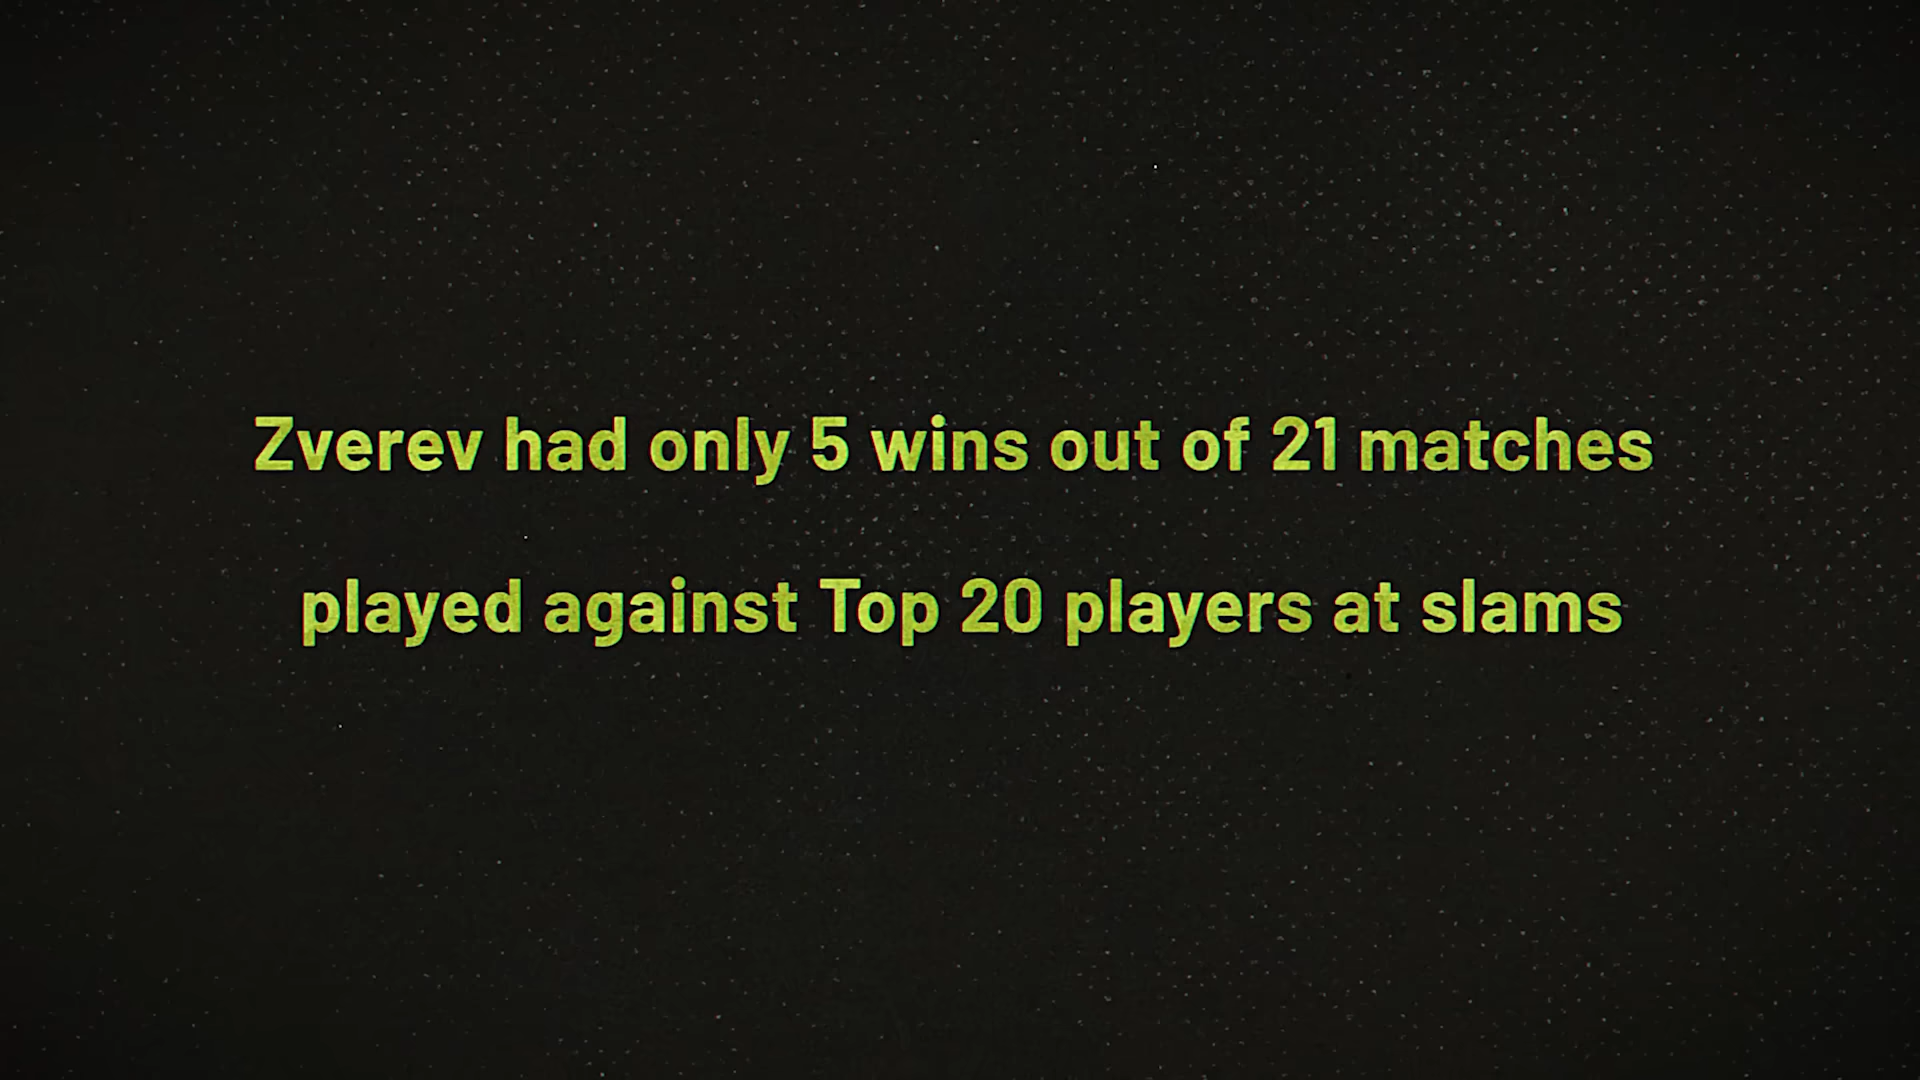 Zverev had only 5 wins out of 21 matches
played against Top 20 players at slams